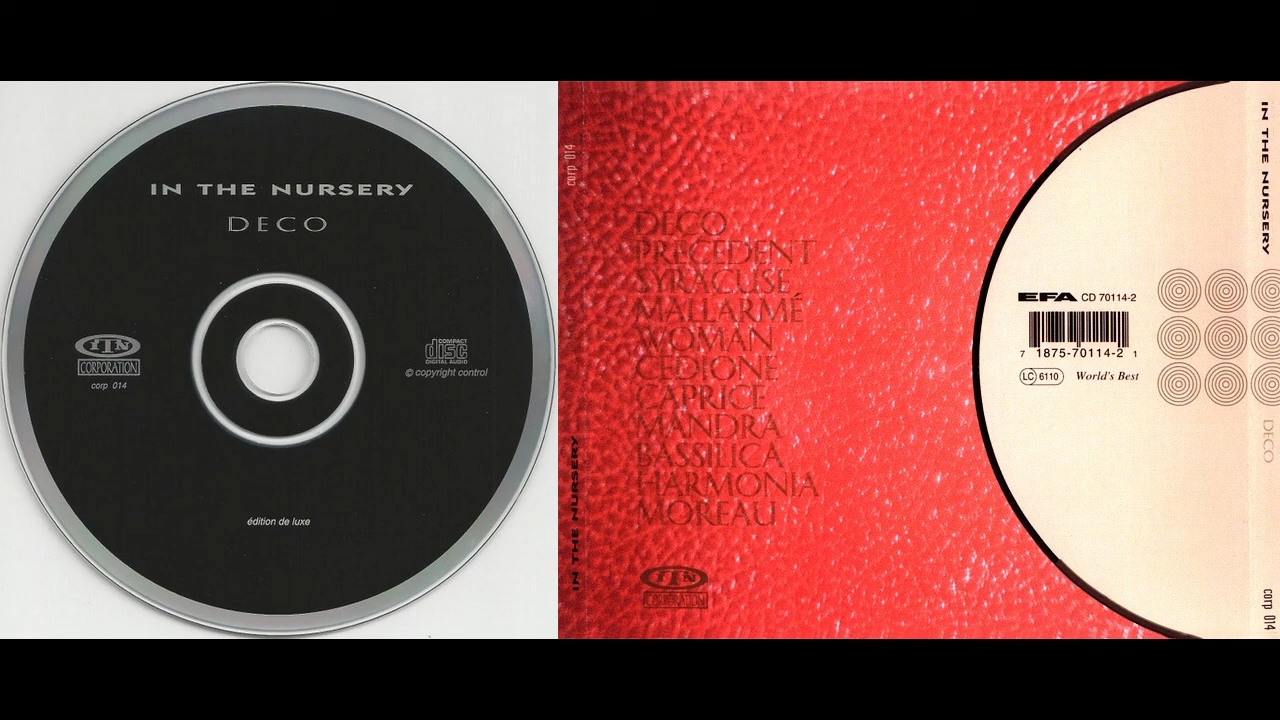 IN THE NURSERY
DECO
ITN
CORPORATION
corp 014
COMPACT
disc
DIGITAL AUDIO
© copyright control
édition de luxe
corp 014
IN THE NURSERY
DECO
PRECEDENT
SYRACUSE
MALLARMÉ
WOMAN
CEDIONE
CAPRICE
MANDRA
BASSILICA
HARMONIA
MOREAU
ITN
CORPORATION
EFA CD 70114-2
7 1875-70114-2 1
LC 6110 World's Best
IN THE NURSERY
DECO
corp 014